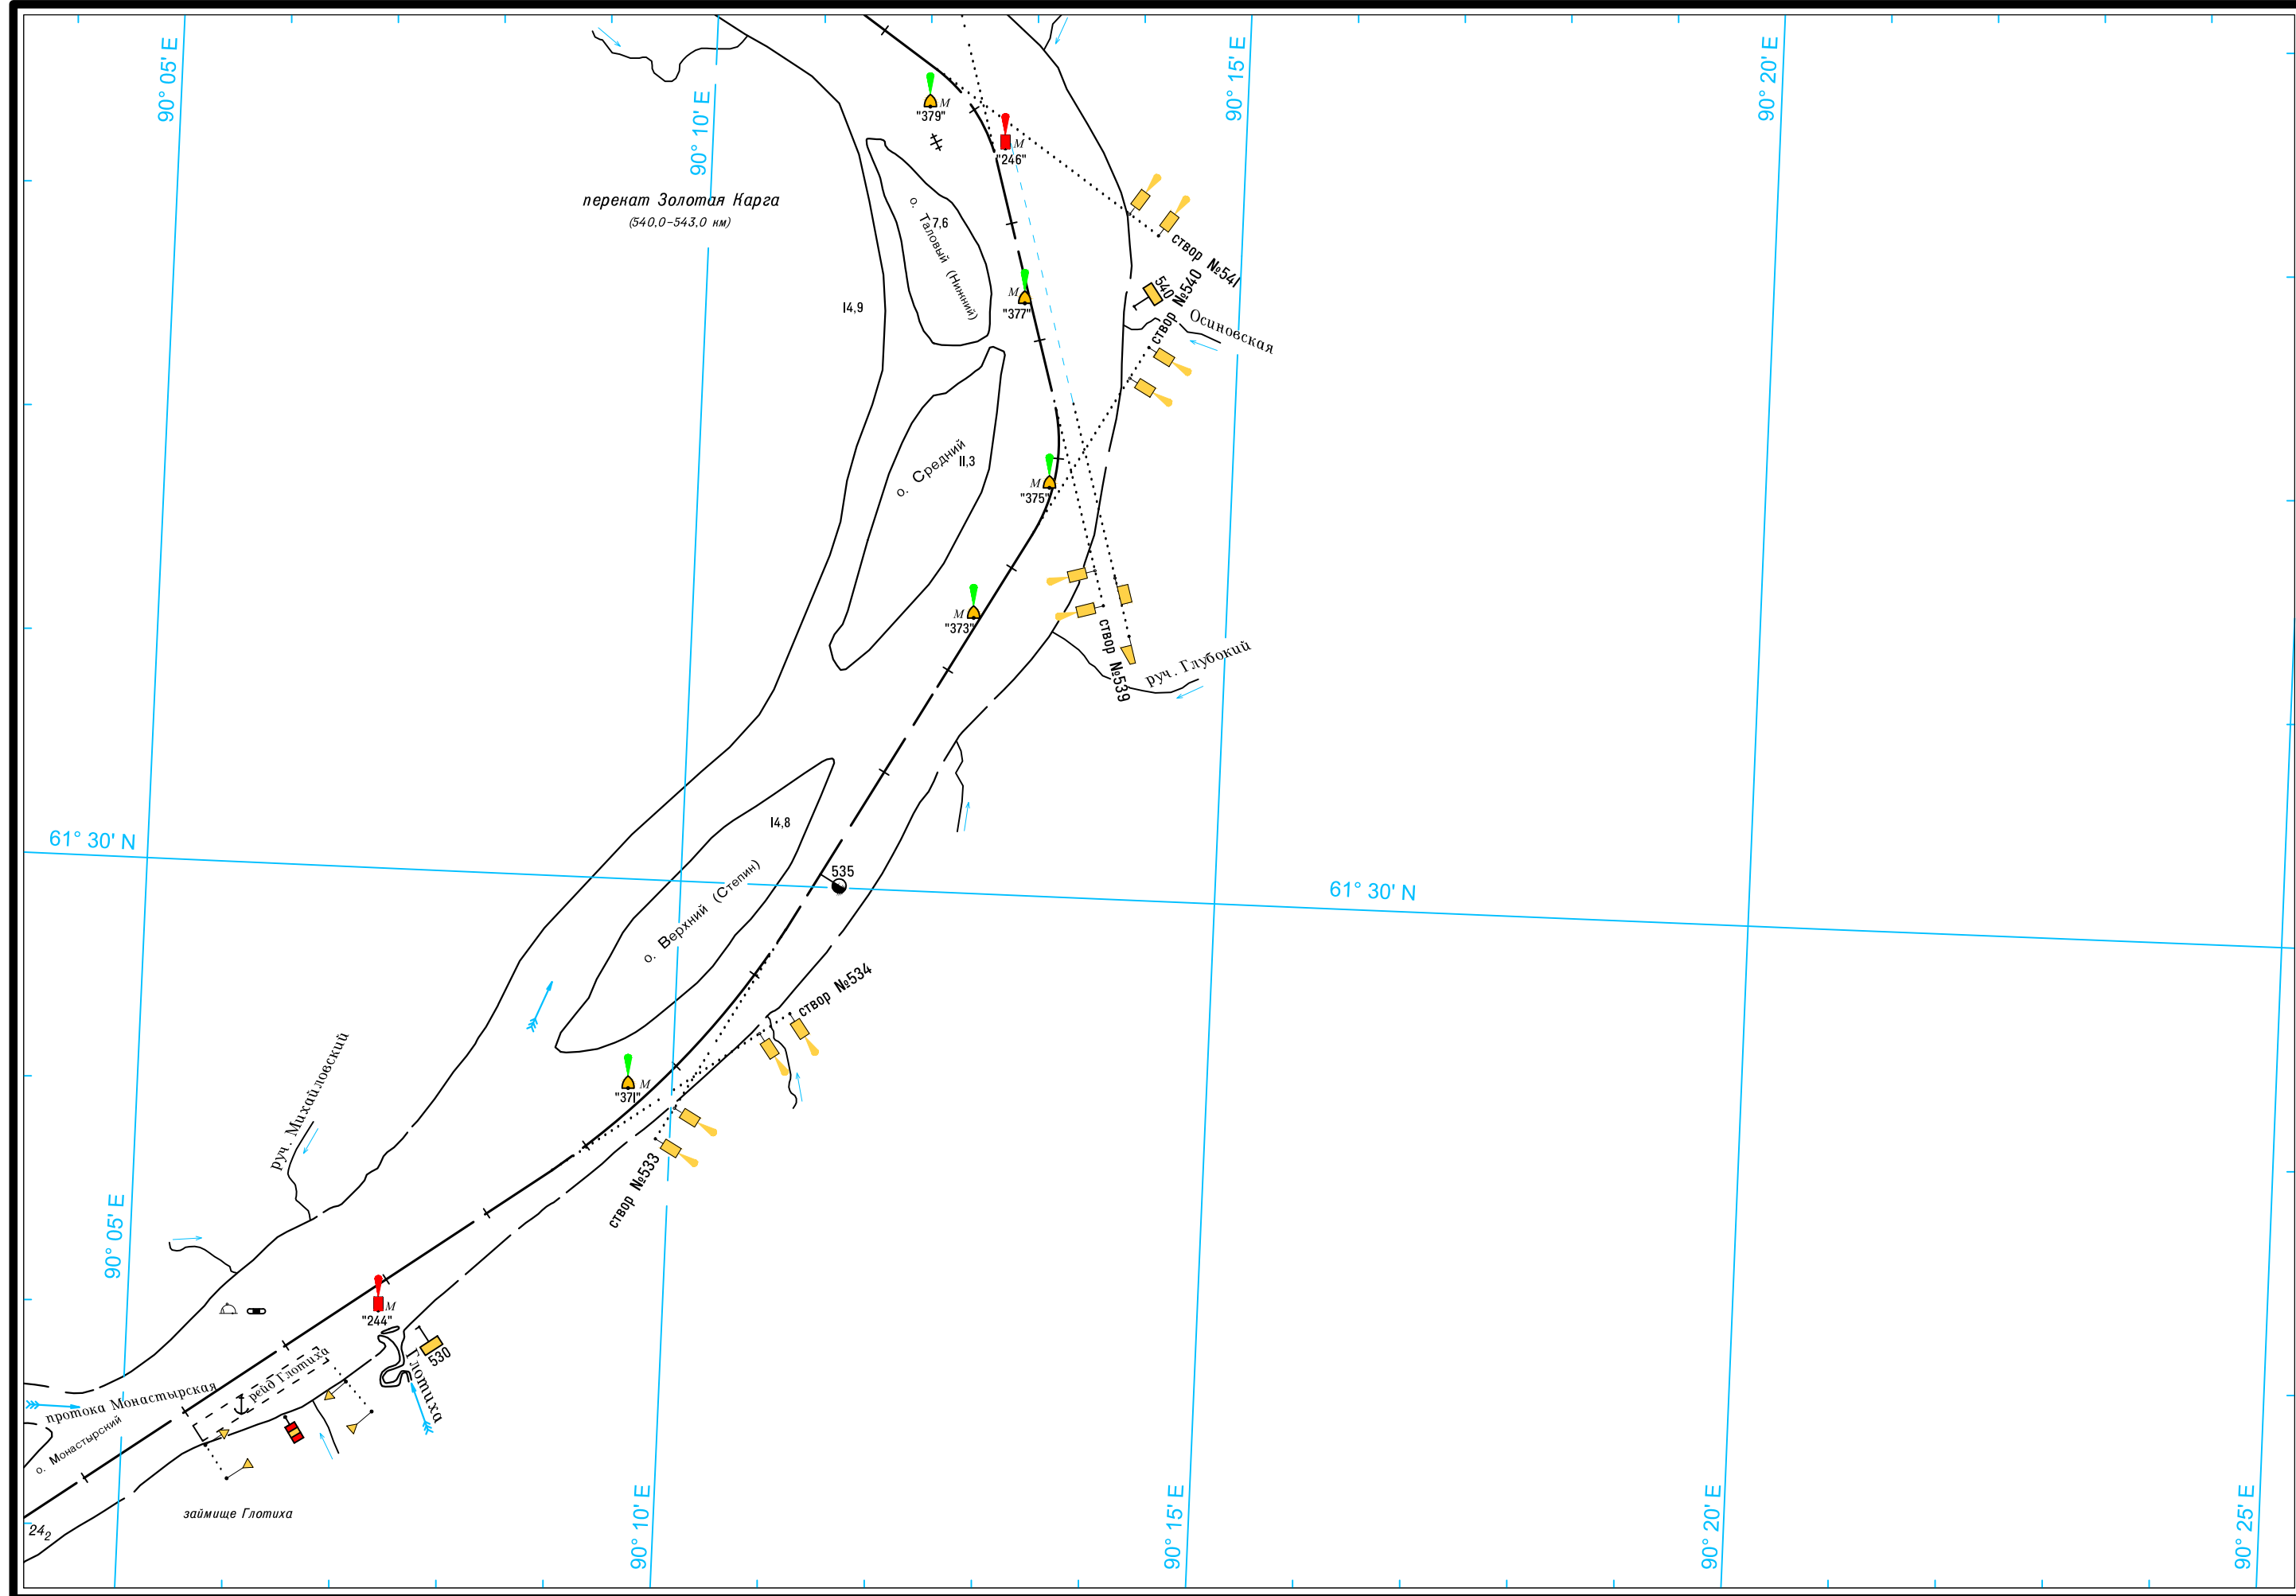 90° 05' E
90° 10' E
90° 15' E
90° 20' E
М
"379"
М
"246"
перекат Золотая Карга
(540,0-543,0 км)
7,6
о. Таловый (Нижний)
створ №541
540
створ №540
Осиновская
14,9
М
"377"
о. Средний
11,3
М
"375"
М
"373"
створ №539
руч. Глубокий
14,8
61° 30' N
535
61° 30' N
о. Верхний (Степин)
створ №534
руч. Михайловский
М
"371"
створ №533
90° 05' E
М
"244"
530
Глотиха
рейд Глотиха
протока Монастырская
о. Монастырский
займище Глотиха
24₂
90° 10' E
90° 15' E
90° 20' E
90° 25' E